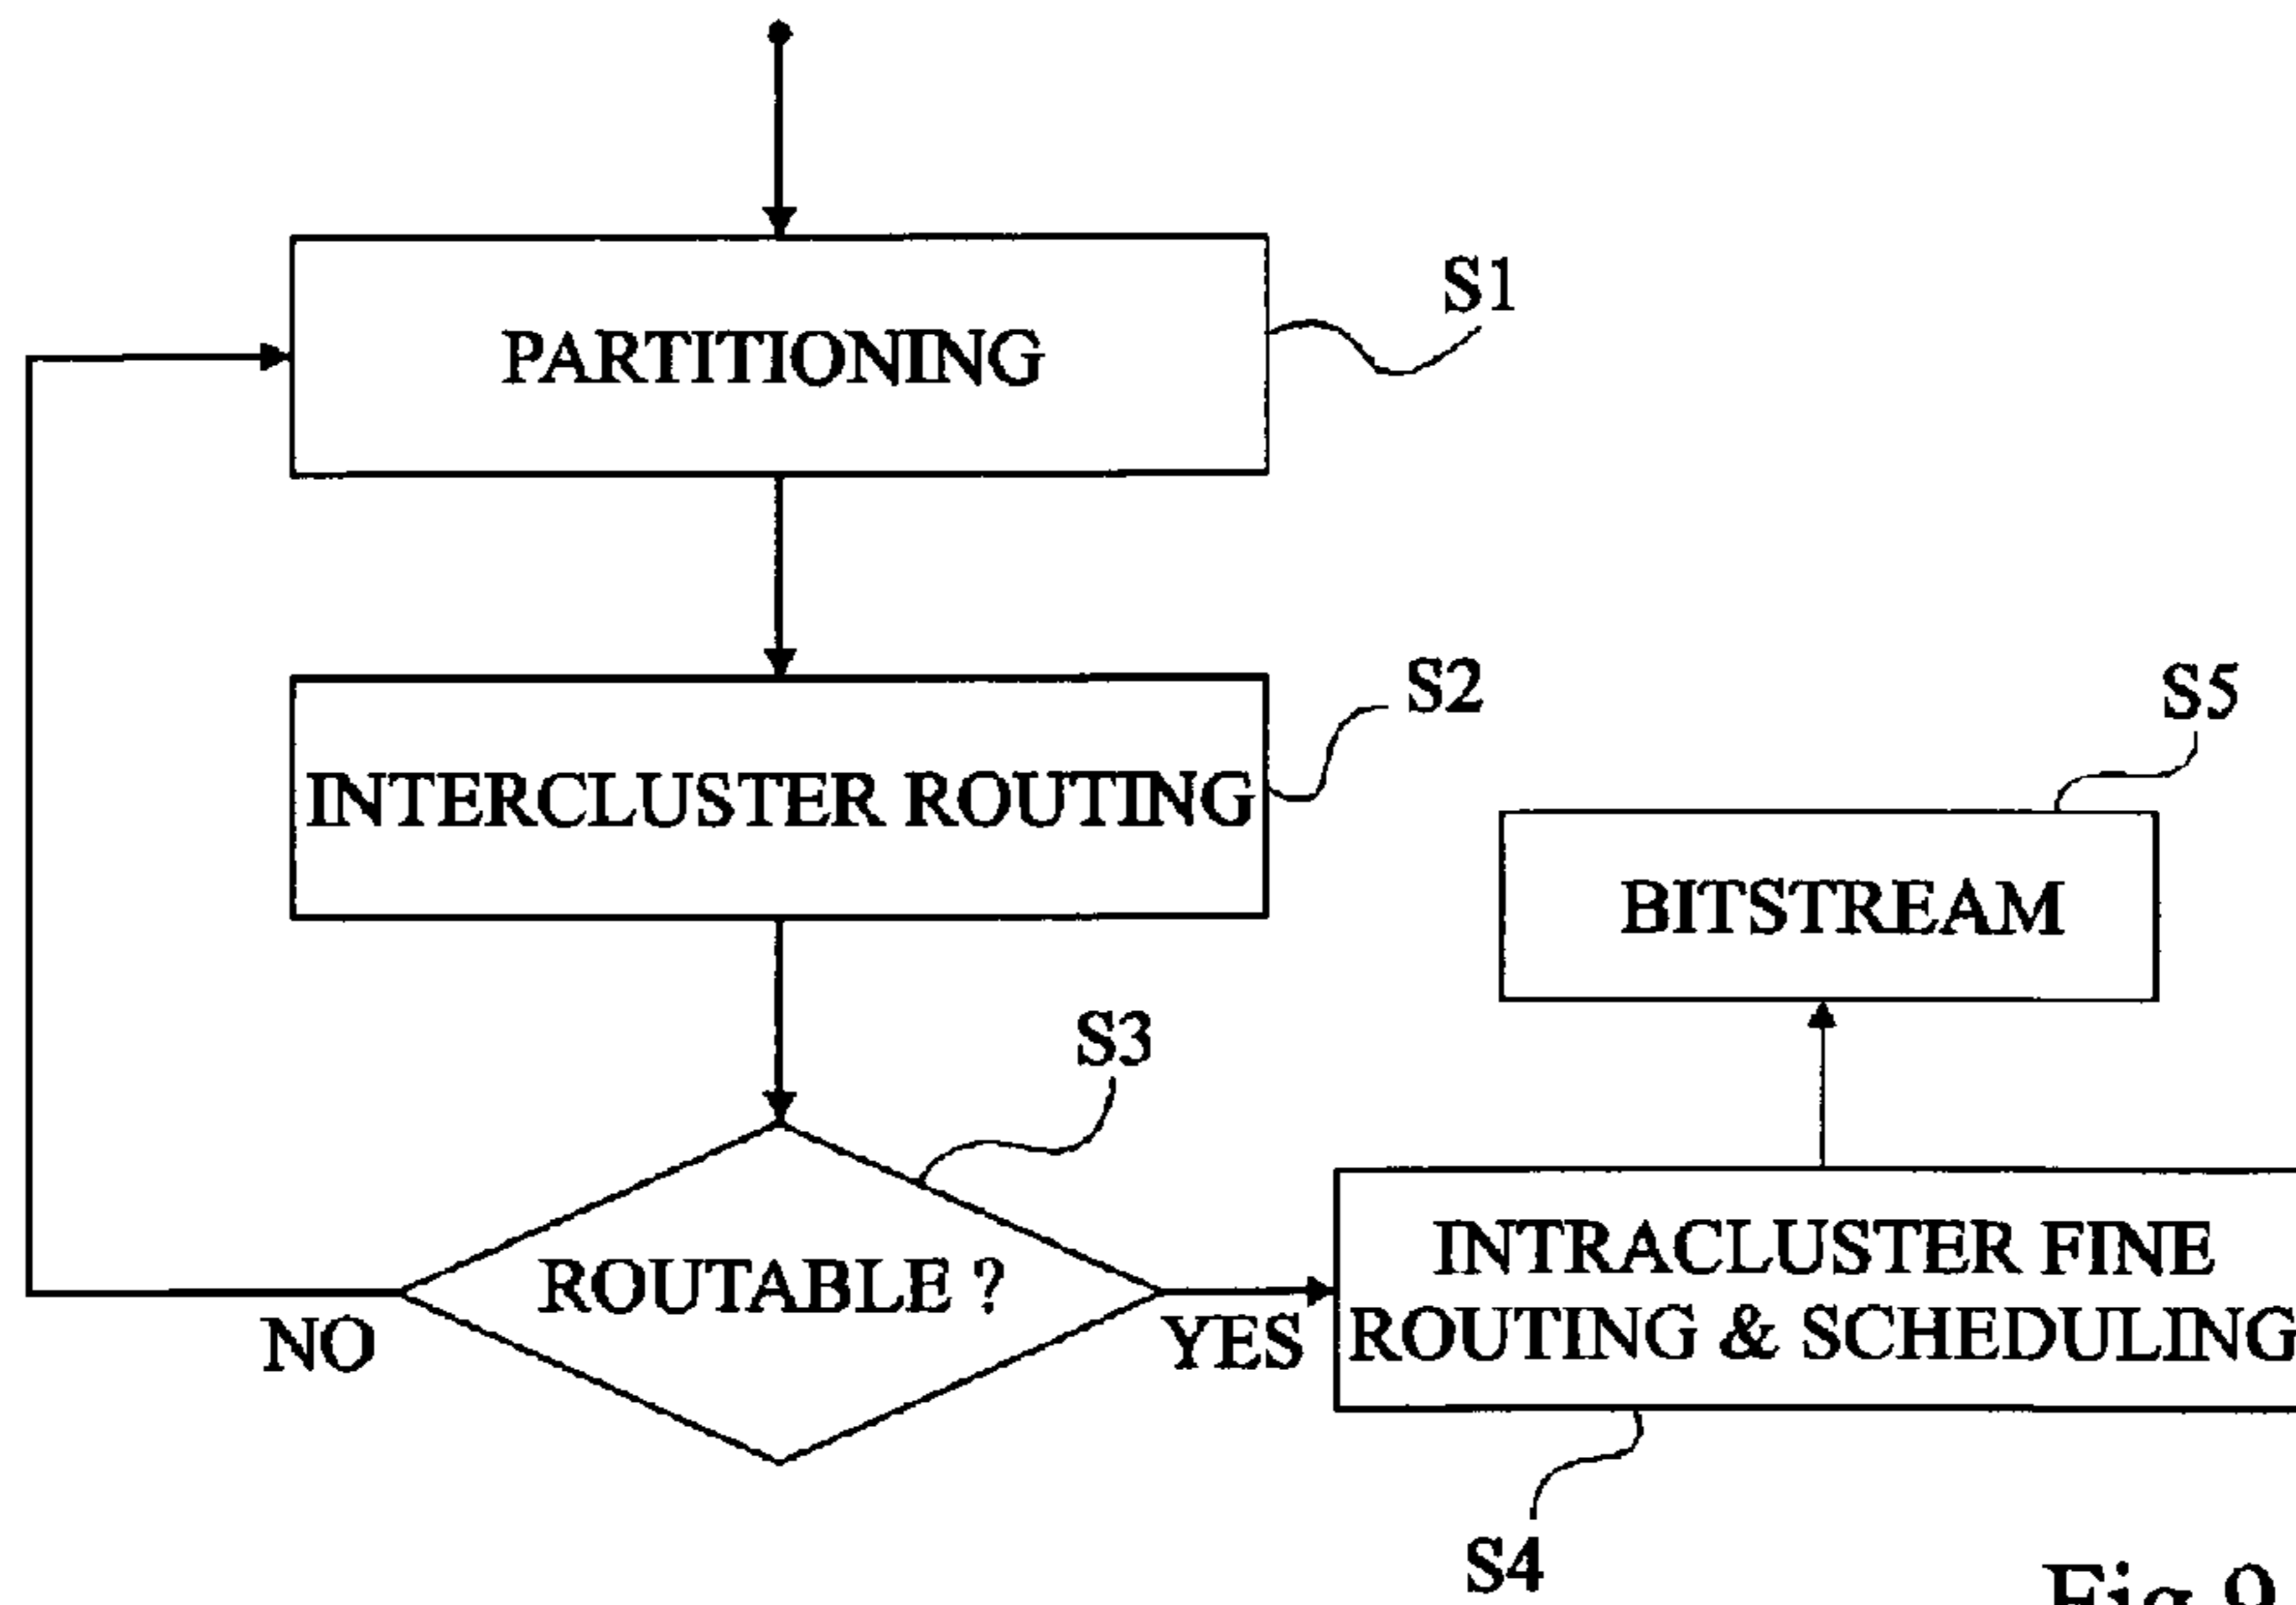 S1
PARTITIONING
S2
INTERCLUSTER ROUTING
S5
BITSTREAM
S3
ROUTABLE ?
NO
YES
INTRACLUSTER FINE
ROUTING & SCHEDULING
S4